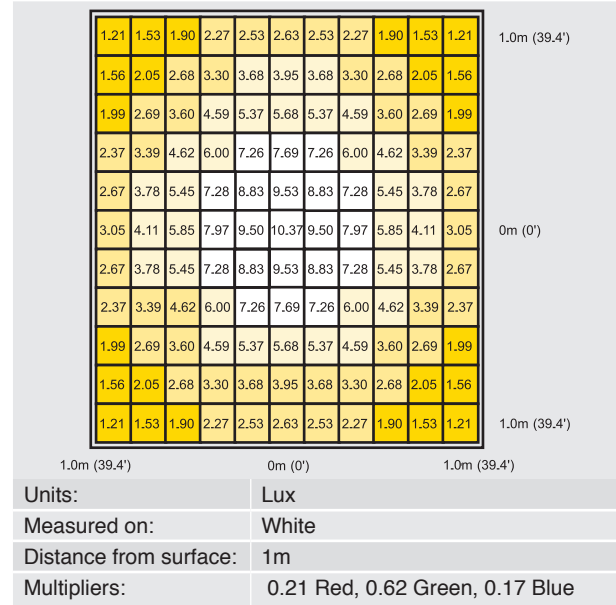 1.21 1.53 1.90 2.27 2.53 2.63 2.53 2.27 1.90 1.53 1.21 1.0m (39.4')
1.56 2.05 2.68 3.30 3.68 3.95 3.68 3.30 2.68 2.05 1.56
1.99 2.69 3.60 4.59 5.37 5.68 5.37 4.59 3.60 2.69 1.99
2.37 3.39 4.62 6.00 7.26 7.69 7.26 6.00 4.62 3.39 2.37
2.67 3.78 5.45 7.28 8.83 9.53 8.83 7.28 5.45 3.78 2.67
3.05 4.11 5.85 7.97 9.50 10.37 9.50 7.97 5.85 4.11 3.05 0m (0')
2.67 3.78 5.45 7.28 8.83 9.53 8.83 7.28 5.45 3.78 2.67
2.37 3.39 4.62 6.00 7.26 7.69 7.26 6.00 4.62 3.39 2.37
1.99 2.69 3.60 4.59 5.37 5.68 5.37 4.59 3.60 2.69 1.99
1.56 2.05 2.68 3.30 3.68 3.95 3.68 3.30 2.68 2.05 1.56
1.21 1.53 1.90 2.27 2.53 2.63 2.53 2.27 1.90 1.53 1.21 1.0m (39.4')
1.0m (39.4') 0m (0') 1.0m (39.4')
Units: Lux
Measured on: White
Distance from surface: 1m
Multipliers: 0.21 Red, 0.62 Green, 0.17 Blue